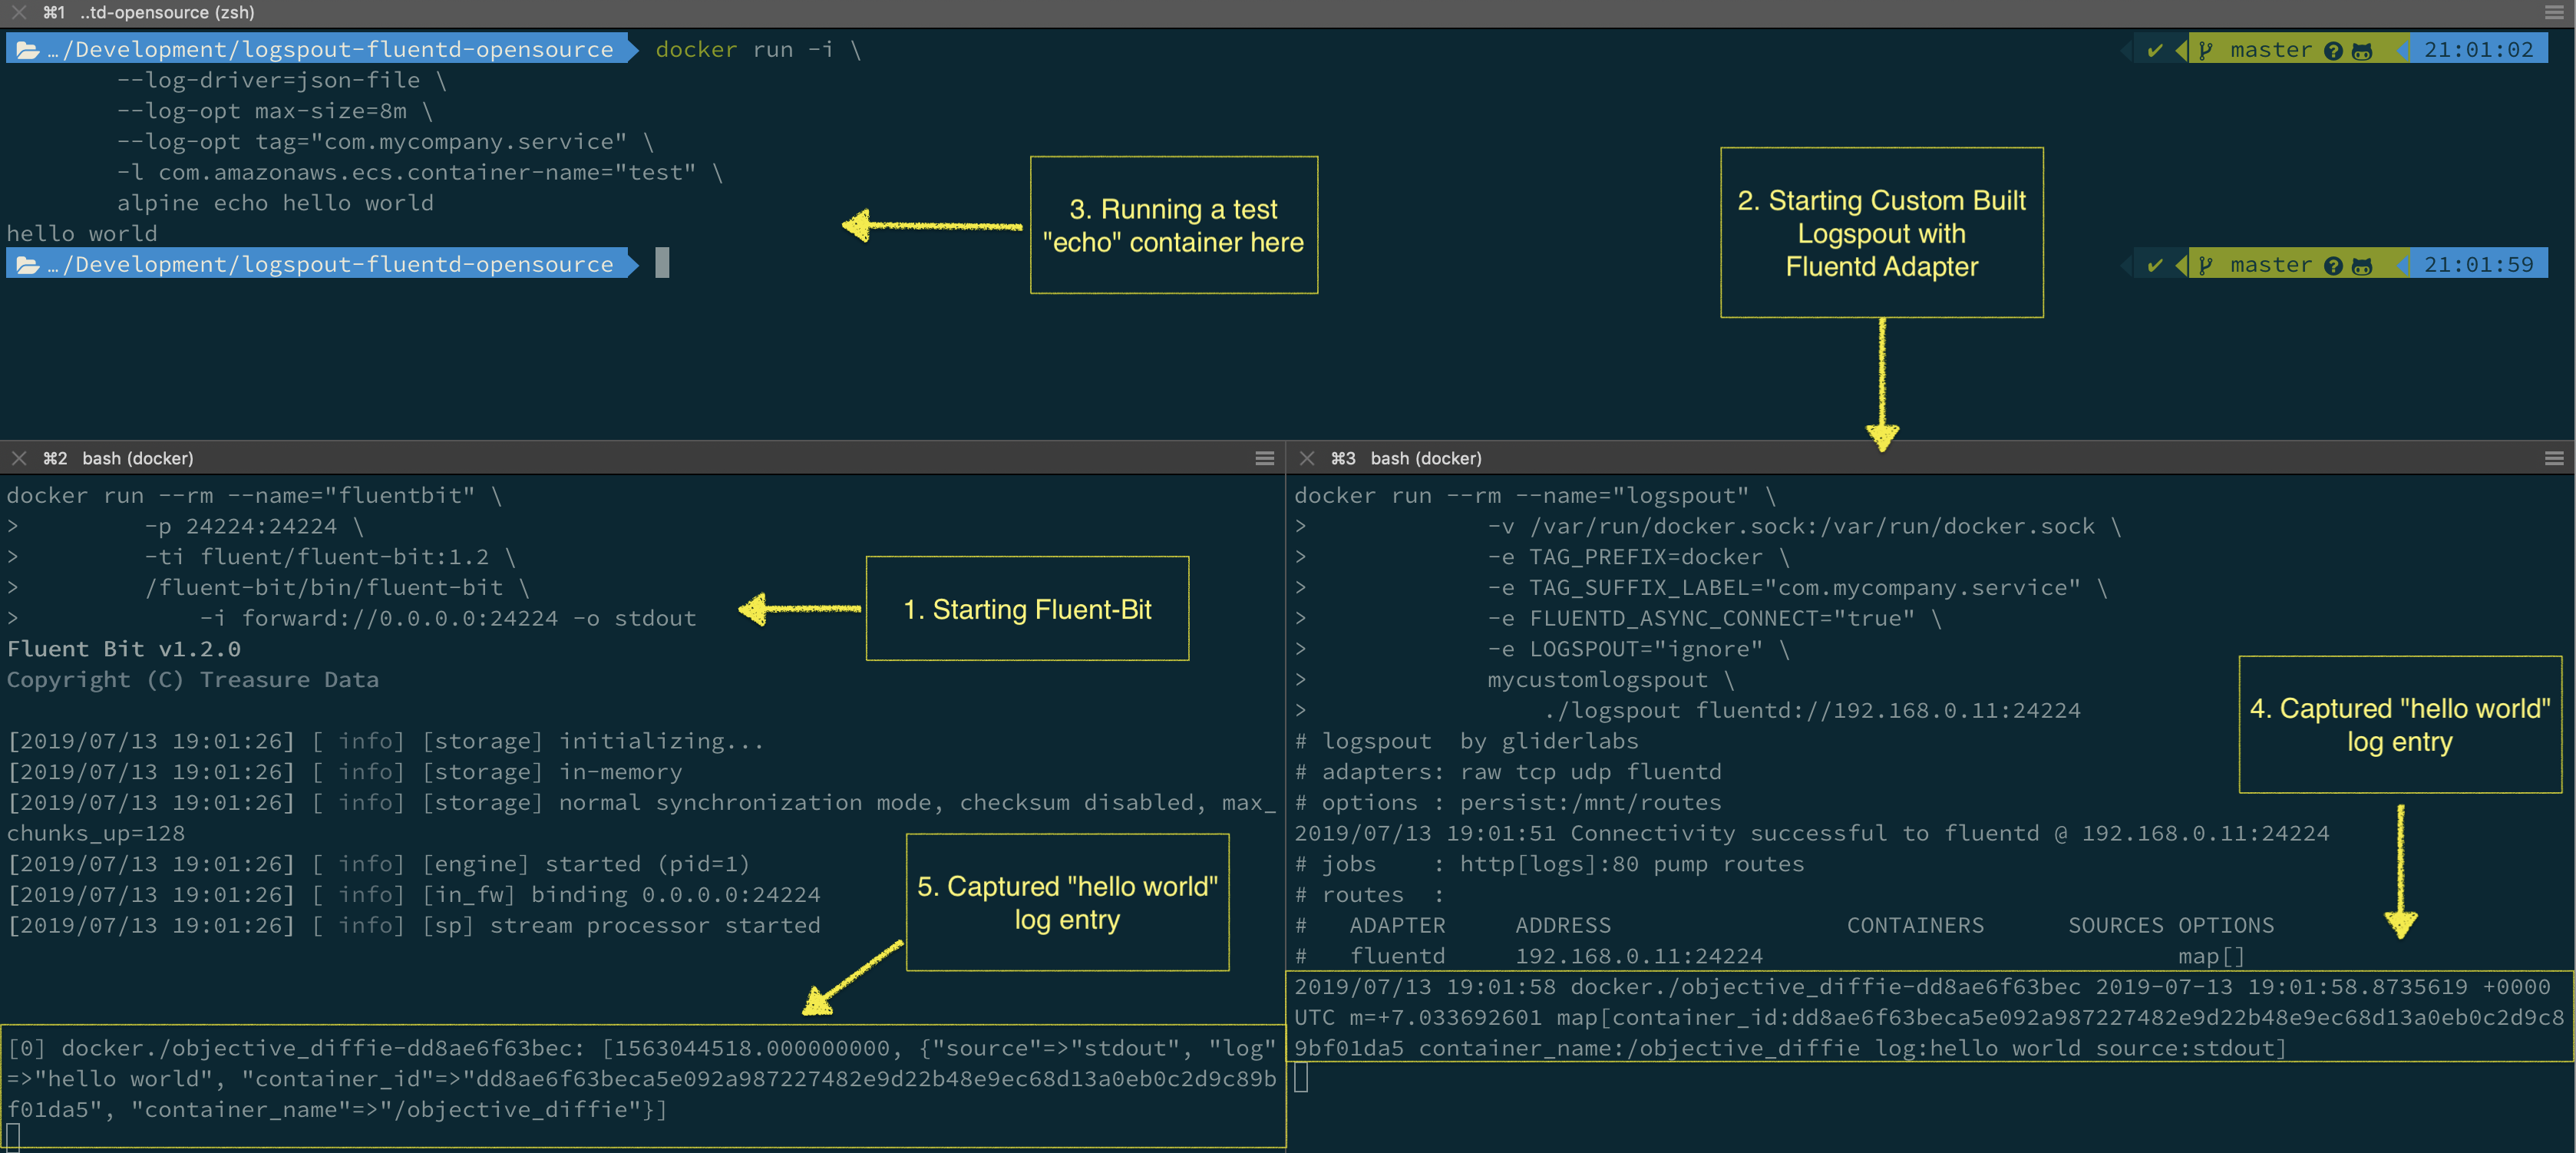 ⌘1 ..td-opensource (zsh)
…/Development/logspout-fluentd-opensource docker run -i \
✔ master 21:01:02
--log-driver=json-file \
--log-opt max-size=8m \
--log-opt tag="com.mycompany.service" \
-l com.amazonaws.ecs.container-name="test" \
alpine echo hello world
hello world
…/Development/logspout-fluentd-opensource
✔ master 21:01:59
3. Running a test
"echo" container here
2. Starting Custom Built
Logspout with
Fluentd Adapter
⌘2 bash (docker)
docker run --rm --name="fluentbit" \
> -p 24224:24224 \
> -ti fluent/fluent-bit:1.2 \
> /fluent-bit/bin/fluent-bit \
> -i forward://0.0.0.0:24224 -o stdout
Fluent Bit v1.2.0
Copyright (C) Treasure Data
[2019/07/13 19:01:26] [ info] [storage] initializing...
[2019/07/13 19:01:26] [ info] [storage] in-memory
[2019/07/13 19:01:26] [ info] [storage] normal synchronization mode, checksum disabled, max_
chunks_up=128
[2019/07/13 19:01:26] [ info] [engine] started (pid=1)
[2019/07/13 19:01:26] [ info] [in_fw] binding 0.0.0.0:24224
[2019/07/13 19:01:26] [ info] [sp] stream processor started
[0] docker./objective_diffie-dd8ae6f63bec: [1563044518.000000000, {"source"=>"stdout", "log"
=>"hello world", "container_id"=>"dd8ae6f63beca5e092a987227482e9d22b48e9ec68d13a0eb0c2d9c89b
f01da5", "container_name"=>"/objective_diffie"}]
1. Starting Fluent-Bit
5. Captured "hello world"
log entry
⌘3 bash (docker)
docker run --rm --name="logspout" \
> -v /var/run/docker.sock:/var/run/docker.sock \
> -e TAG_PREFIX=docker \
> -e TAG_SUFFIX_LABEL="com.mycompany.service" \
> -e FLUENTD_ASYNC_CONNECT="true" \
> -e LOGSPOUT="ignore" \
> mycustomlogspout \
> ./logspout fluentd://192.168.0.11:24224
# logspout by gliderlabs
# adapters: raw tcp udp fluentd
# options : persist:/mnt/routes
2019/07/13 19:01:51 Connectivity successful to fluentd @ 192.168.0.11:24224
# jobs : http[logs]:80 pump routes
# routes :
# ADAPTER ADDRESS CONTAINERS SOURCES OPTIONS
# fluentd 192.168.0.11:24224 map[]
2019/07/13 19:01:58 docker./objective_diffie-dd8ae6f63bec 2019-07-13 19:01:58.8735619 +0000
UTC m=+7.033692601 map[container_id:dd8ae6f63beca5e092a987227482e9d22b48e9ec68d13a0eb0c2d9c8
9bf01da5 container_name:/objective_diffie log:hello world source:stdout]
4. Captured "hello world"
log entry